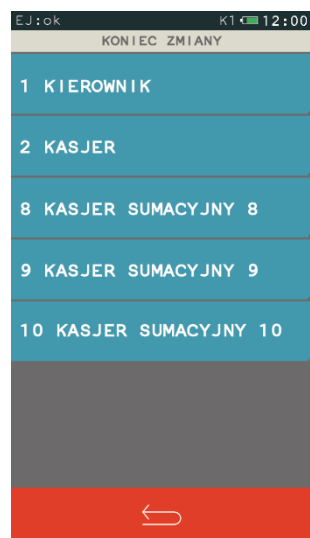 EJ:ok K1 12:00
KONIEC ZMIANY
1 KIEROWNIK
2 KASJER
8 KASJER SUMACYJNY 8
9 KASJER SUMACYJNY 9
10 KASJER SUMACYJNY 10